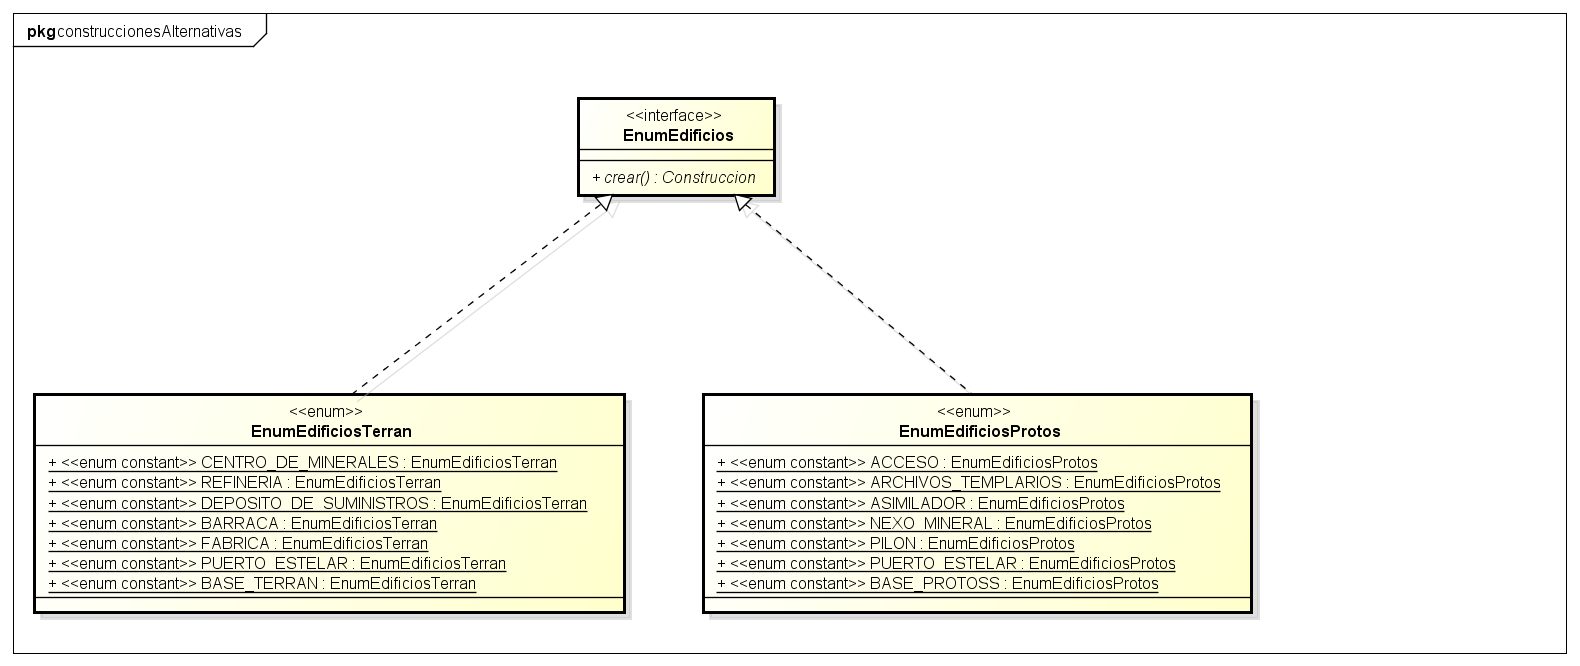 pkg construccionesAlternativas
<<interface>>
EnumEdificios
+ crear() : Construccion
<<enum>>
EnumEdificiosTerran
+ <<enum constant>> CENTRO_DE_MINERALES : EnumEdificiosTerran
+ <<enum constant>> REFINERIA : EnumEdificiosTerran
+ <<enum constant>> DEPOSITO_DE_SUMINISTROS : EnumEdificiosTerran
+ <<enum constant>> BARRACA : EnumEdificiosTerran
+ <<enum constant>> FABRICA : EnumEdificiosTerran
+ <<enum constant>> PUERTO_ESTELAR : EnumEdificiosTerran
+ <<enum constant>> BASE_TERRAN : EnumEdificiosTerran
<<enum>>
EnumEdificiosProtos
+ <<enum constant>> ACCESO : EnumEdificiosProtos
+ <<enum constant>> ARCHIVOS_TEMPLARIOS : EnumEdificiosProtos
+ <<enum constant>> ASIMILADOR : EnumEdificiosProtos
+ <<enum constant>> NEXO_MINERAL : EnumEdificiosProtos
+ <<enum constant>> PILON : EnumEdificiosProtos
+ <<enum constant>> PUERTO_ESTELAR : EnumEdificiosProtos
+ <<enum constant>> BASE_PROTOSS : EnumEdificiosProtos